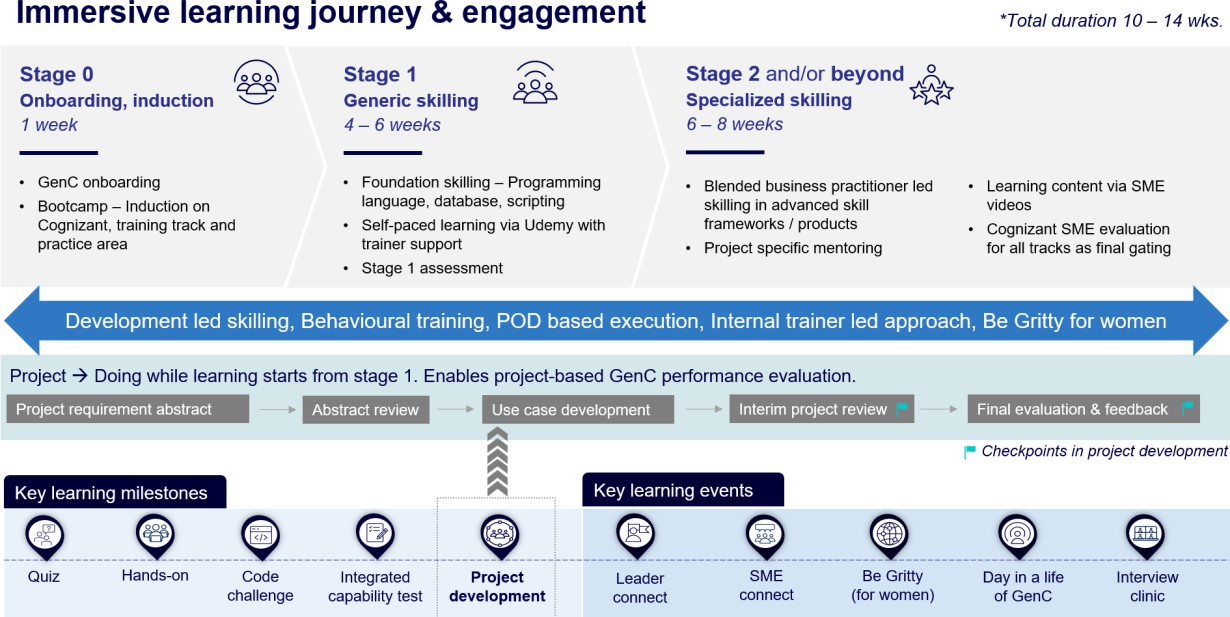 Immersive learning journey & engagement
*Total duration 10 – 14 wks.
Stage 0
Onboarding, induction
1 week
• GenC onboarding
• Bootcamp – Induction on
Cognizant, training track and
practice area
Stage 1
Generic skilling
4 – 6 weeks
• Foundation skilling – Programming
language, database, scripting
• Self-paced learning via Udemy with
trainer support
• Stage 1 assessment
Stage 2 and/or beyond
Specialized skilling
6 – 8 weeks
• Blended business practitioner led
skilling in advanced skill
frameworks / products
• Project specific mentoring
• Learning content via SME
videos
• Cognizant SME evaluation
for all tracks as final gating
Development led skilling, Behavioural training, POD based execution, Internal trainer led approach, Be Gritty for women
Project → Doing while learning starts from stage 1. Enables project-based GenC performance evaluation.
Project requirement abstract
Abstract review
Use case development
Interim project review
Final evaluation & feedback
Checkpoints in project development
Key learning milestones
Quiz
Hands-on
Code
challenge
Integrated
capability test
Project
development
Key learning events
Leader
connect
SME
connect
Be Gritty
(for women)
Day in a life
of GenC
Interview
clinic